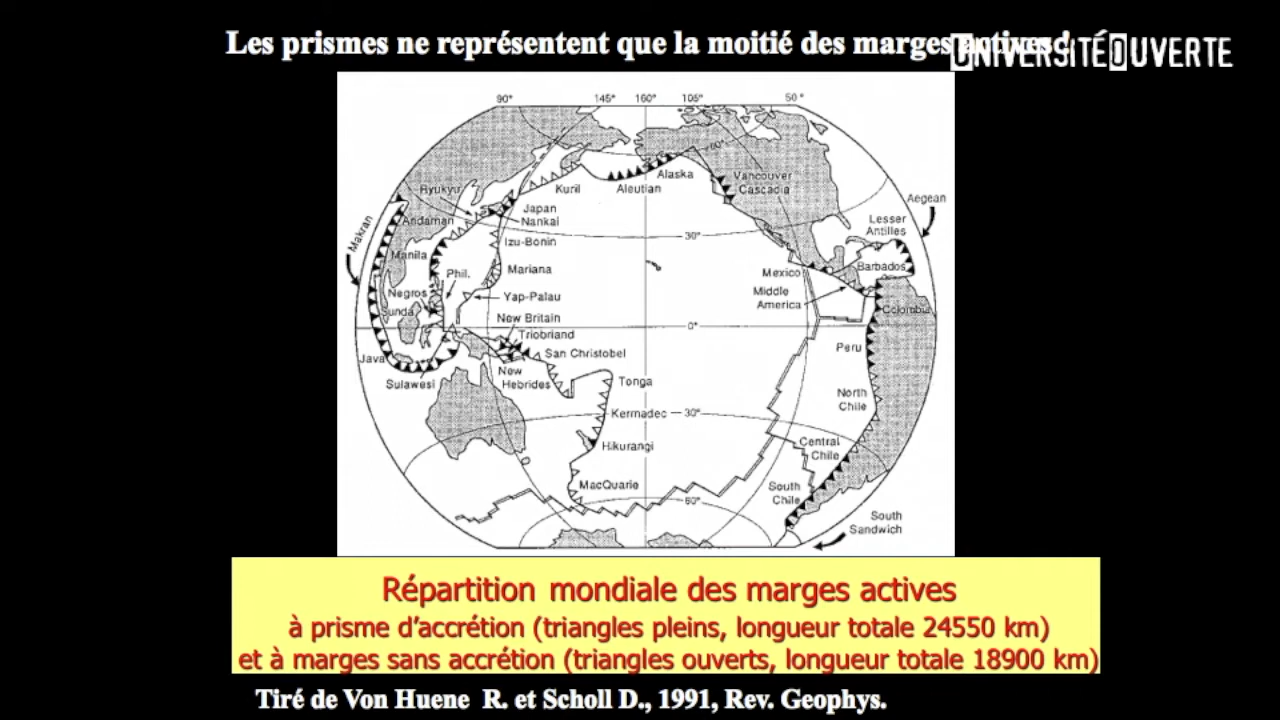 Les prismes ne représentent que la moitié des marges actives !
UNIVERSITÉOUVERTE
90° 145° 160° 105° 50°
60°
Ryukyu
Kuril
Aleutian
Alaska
Vancouver
Cascadia
Aegean
Makran
Andaman
Japan
Nankai
Lesser
Antilles
30°
Izu-Bonin
Manila
Phil.
Mariana
Mexico
Barbados
Negros
Yap-Palau
Middle
America
Sunda
New Britain
Colombia
0°
Triobriand
Java
San Christobel
Peru
Sulawesi
New
Hebrides
Tonga
North
Chile
Kermadec
30°
Hikurangi
Central
Chile
MacQuarie
South
Chile
60°
South
Sandwich
Répartition mondiale des marges actives
à prisme d’accrétion (triangles pleins, longueur totale 24550 km)
et à marges sans accrétion (triangles ouverts, longueur totale 18900 km)
Tiré de Von Huene R. et Scholl D., 1991, Rev. Geophys.